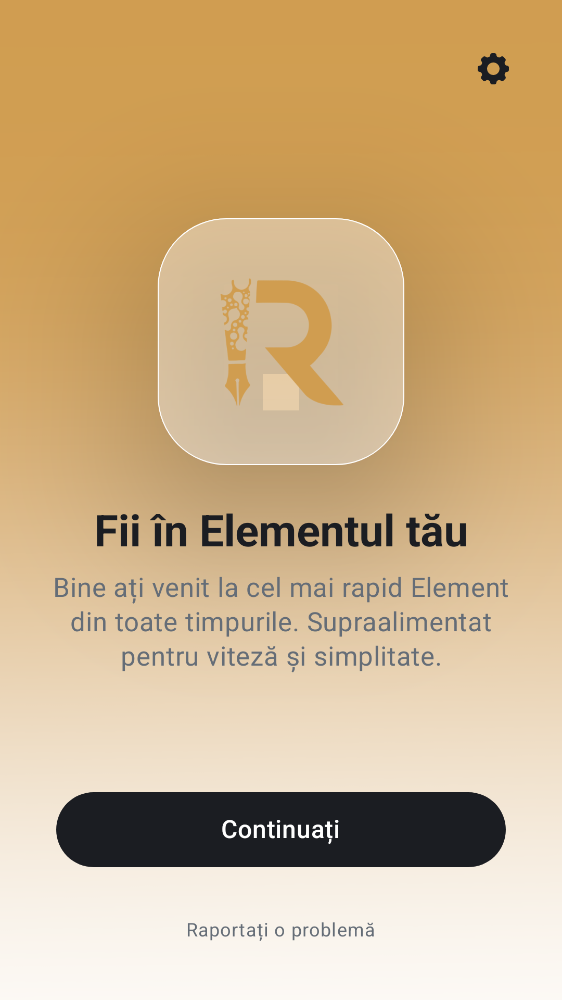 R
Fii în Elementul tău
Bine ați venit la cel mai rapid Element
din toate timpurile. Supraalimentat
pentru viteză și simplitate.
Continuați
Raportați o problemă